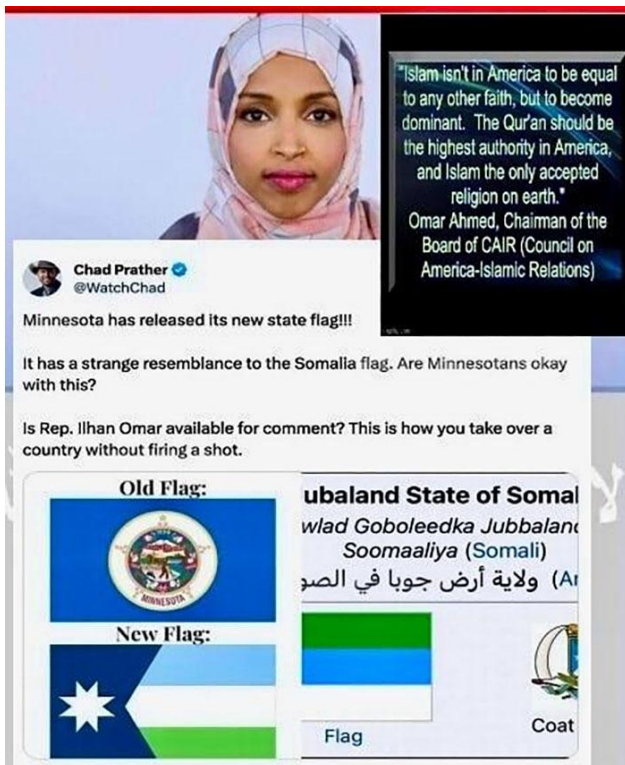 "Islam isn't in America to be equal
to any other faith, but to become
dominant. The Qur'an should be
the highest authority in America,
and Islam the only accepted
religion on earth."
Omar Ahmed, Chairman of the
Board of CAIR (Council on
America-Islamic Relations)
Chad Prather
@WatchChad
Minnesota has released its new state flag!!!
It has a strange resemblance to the Somalia flag. Are Minnesotans okay
with this?
Is Rep. Ilhan Omar available for comment? This is how you take over a
country without firing a shot.
Old Flag:
MINNESOTA
New Flag:
ubaland State of Somal
wlad Goboleedka Jubbaland
Soomaaliya (Somali)
ولاية أرض جوبا في الصو (Ar
Flag
Coat